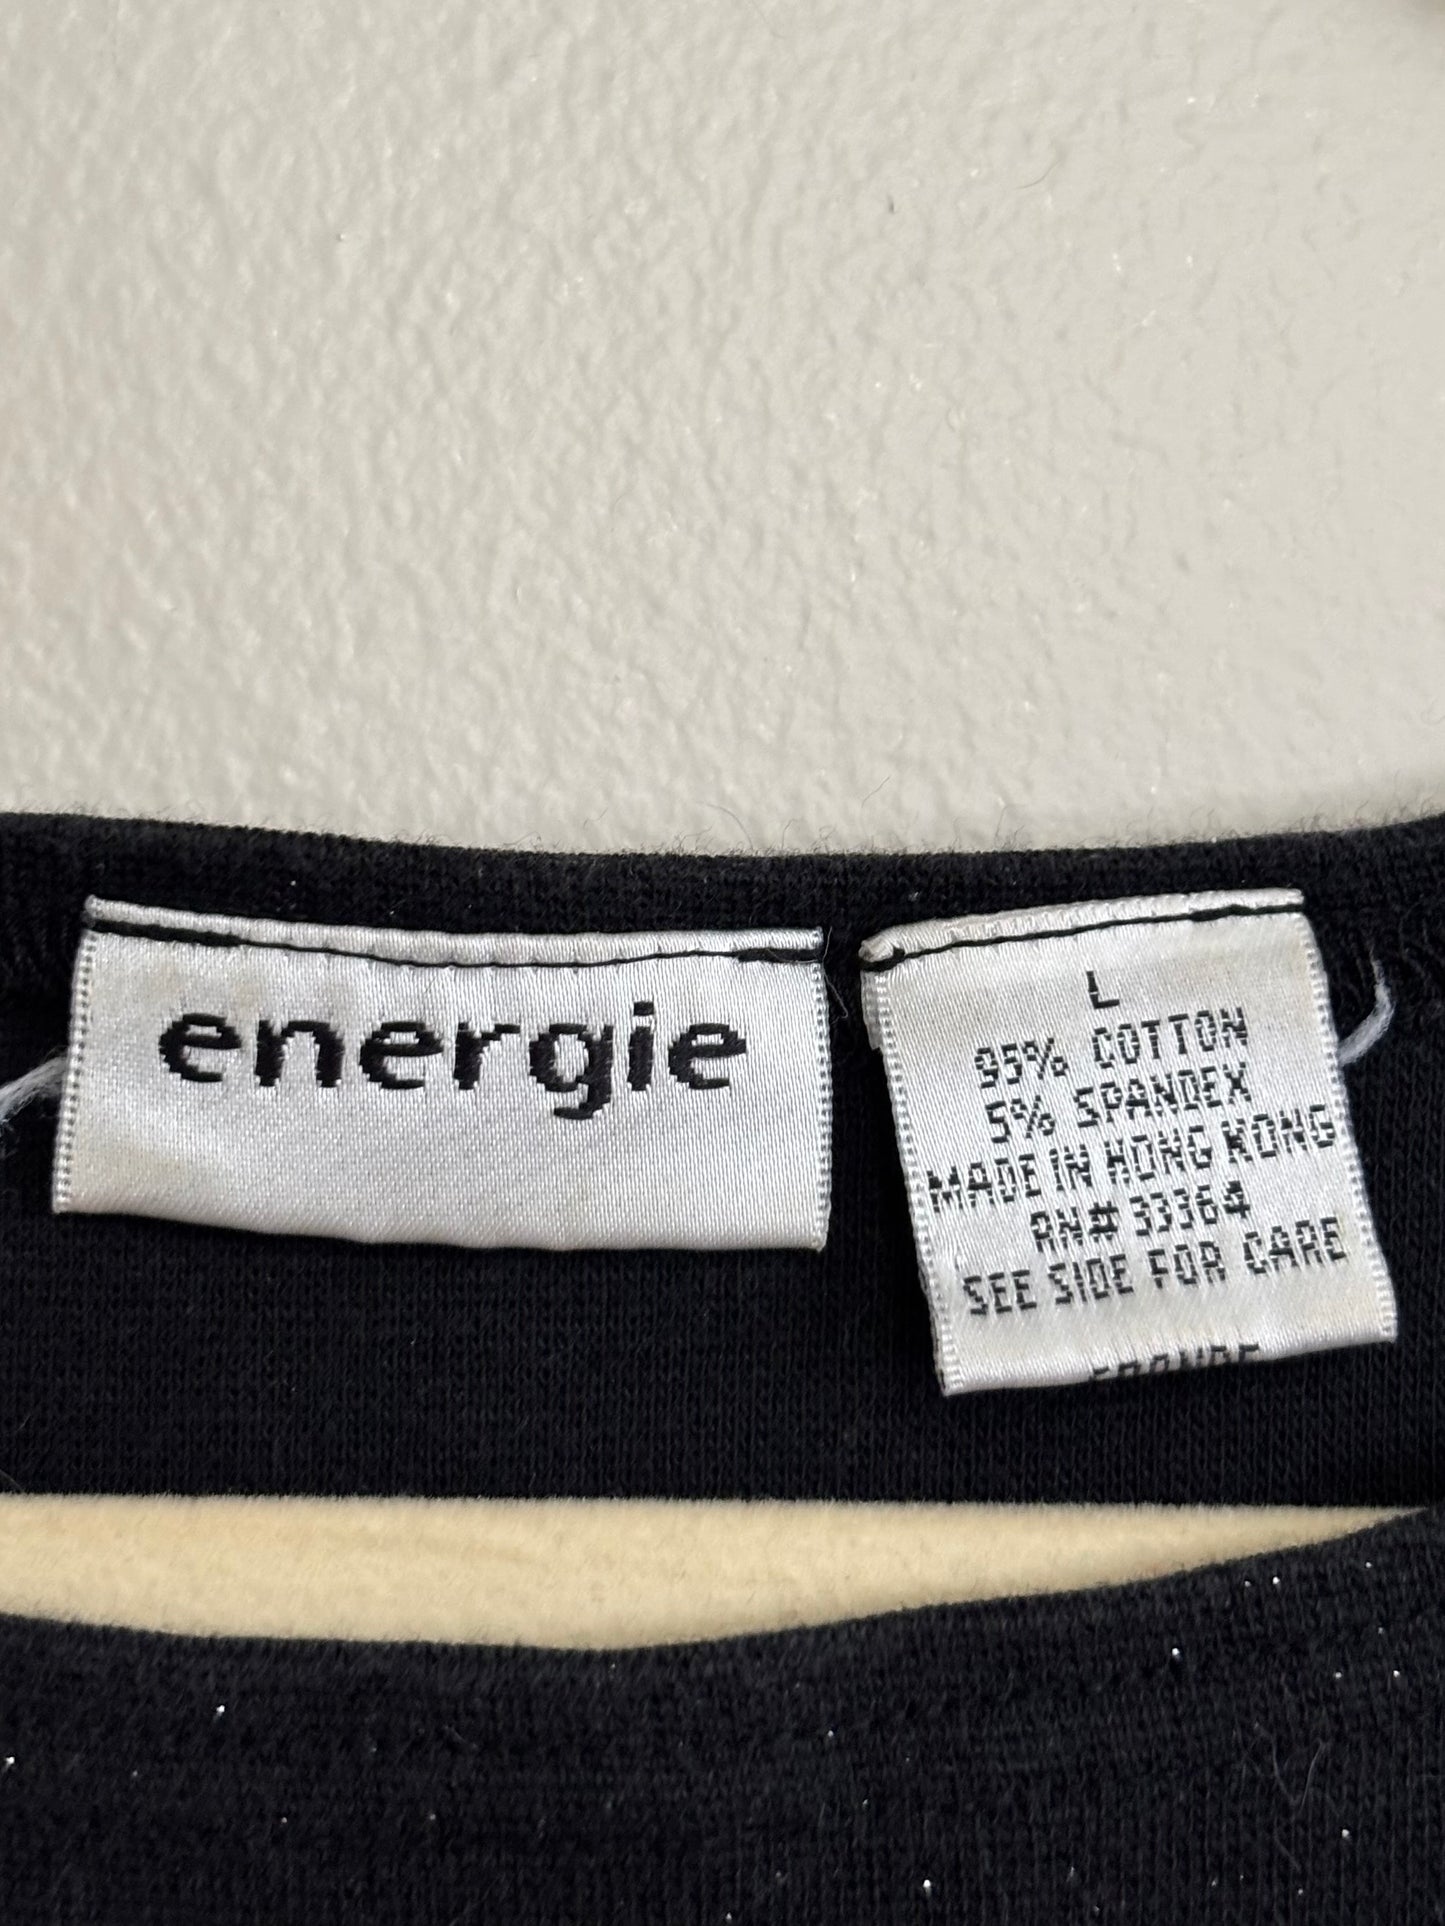 energie
L
95% COTTON
5% SPANDEX
MADE IN HONG KONG
RN# 33364
SEE SIDE FOR CARE